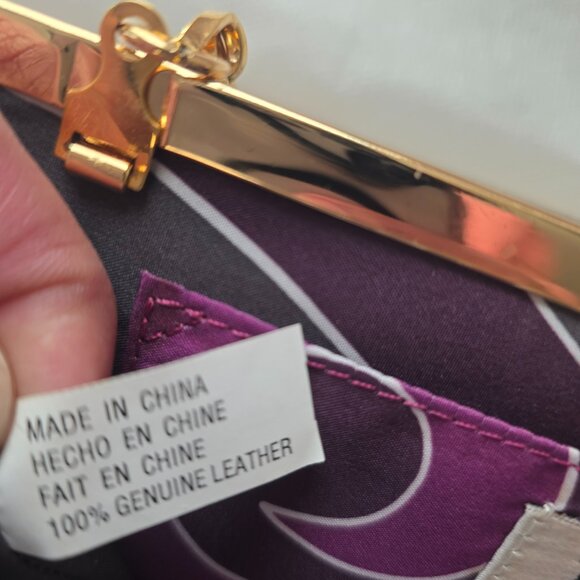 MADE IN CHINA
HECHO EN CHINE
FAIT EN CHINE
100% GENUINE LEATHER